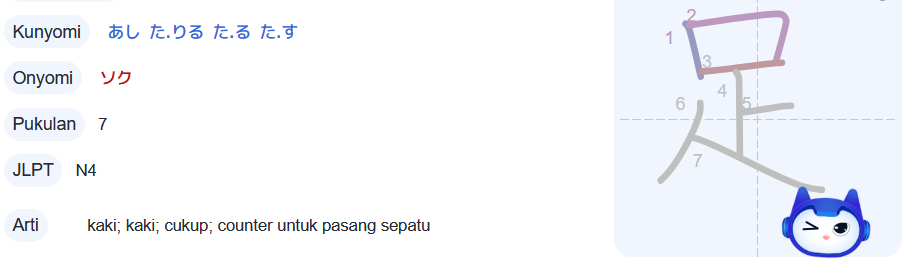 Kunyomi あし た.りる た.る た.す
Onyomi ソク
Pukulan 7
JLPT N4
Arti kaki; kaki; cukup; counter untuk pasang sepatu
足
1
2
3
4
5
6
7